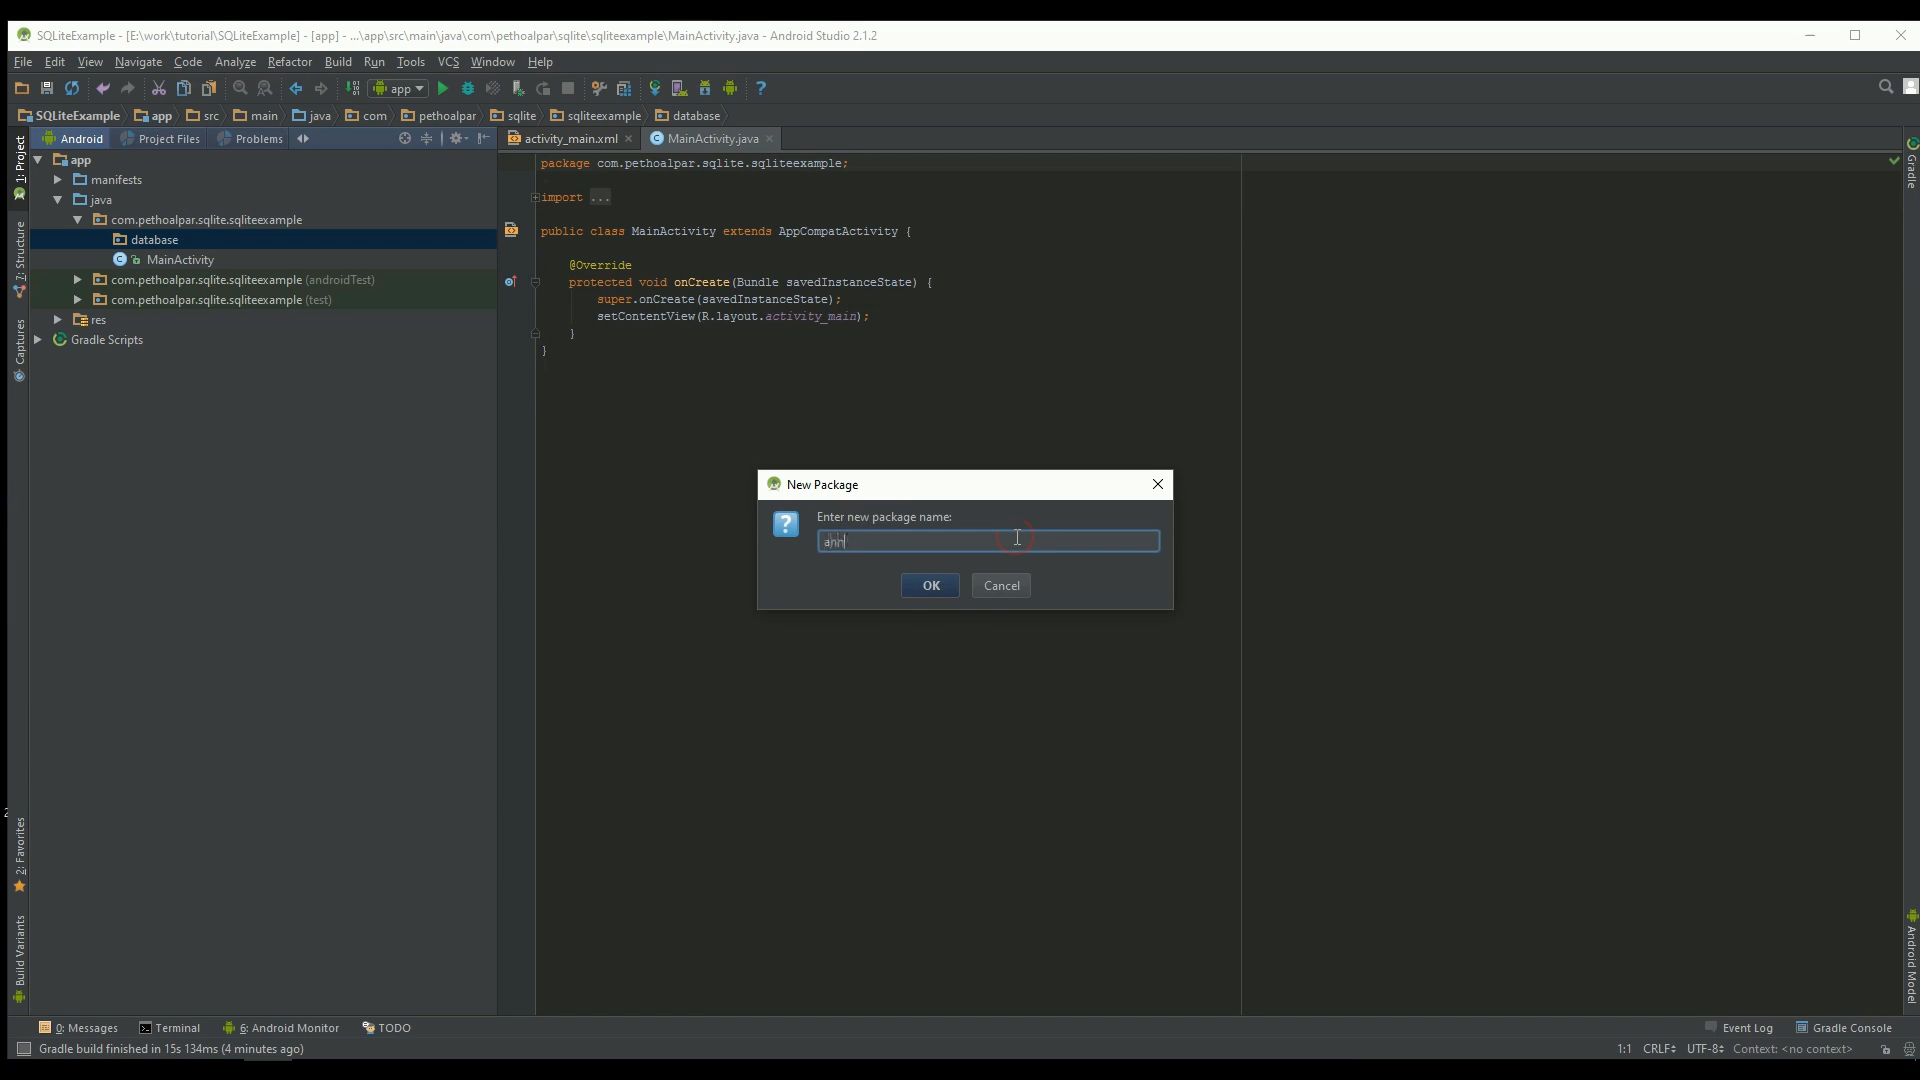 SQLiteExample - [E:\work\tutorial\SQLiteExample] - [app] - ...\app\src\main\java\com\pethoalpar\sqlite\sqliteexample\MainActivity.java - Android Studio 2.1.2
File Edit View Navigate Code Analyze Refactor Build Run Tools VCS Window Help
app
SQLiteExample app src main java com pethoalpar sqlite sqliteexample database
Android Project Files Problems
activity_main.xml MainActivity.java
app
manifests
java
com.pethoalpar.sqlite.sqliteexample
database
MainActivity
com.pethoalpar.sqlite.sqliteexample (androidTest)
com.pethoalpar.sqlite.sqliteexample (test)
res
Gradle Scripts
1: Project
7: Structure
Captures
2: Favorites
Build Variants
package com.pethoalpar.sqlite.sqliteexample;
import ...
public class MainActivity extends AppCompatActivity {
@Override
protected void onCreate(Bundle savedInstanceState) {
super.onCreate(savedInstanceState);
setContentView(R.layout.activity_main);
}
}
New Package
Enter new package name:
OK Cancel
Gradle
Android Model
0: Messages Terminal 6: Android Monitor TODO Event Log Gradle Console
Gradle build finished in 15s 134ms (4 minutes ago) 1:1 CRLF UTF-8 Context: <no context>